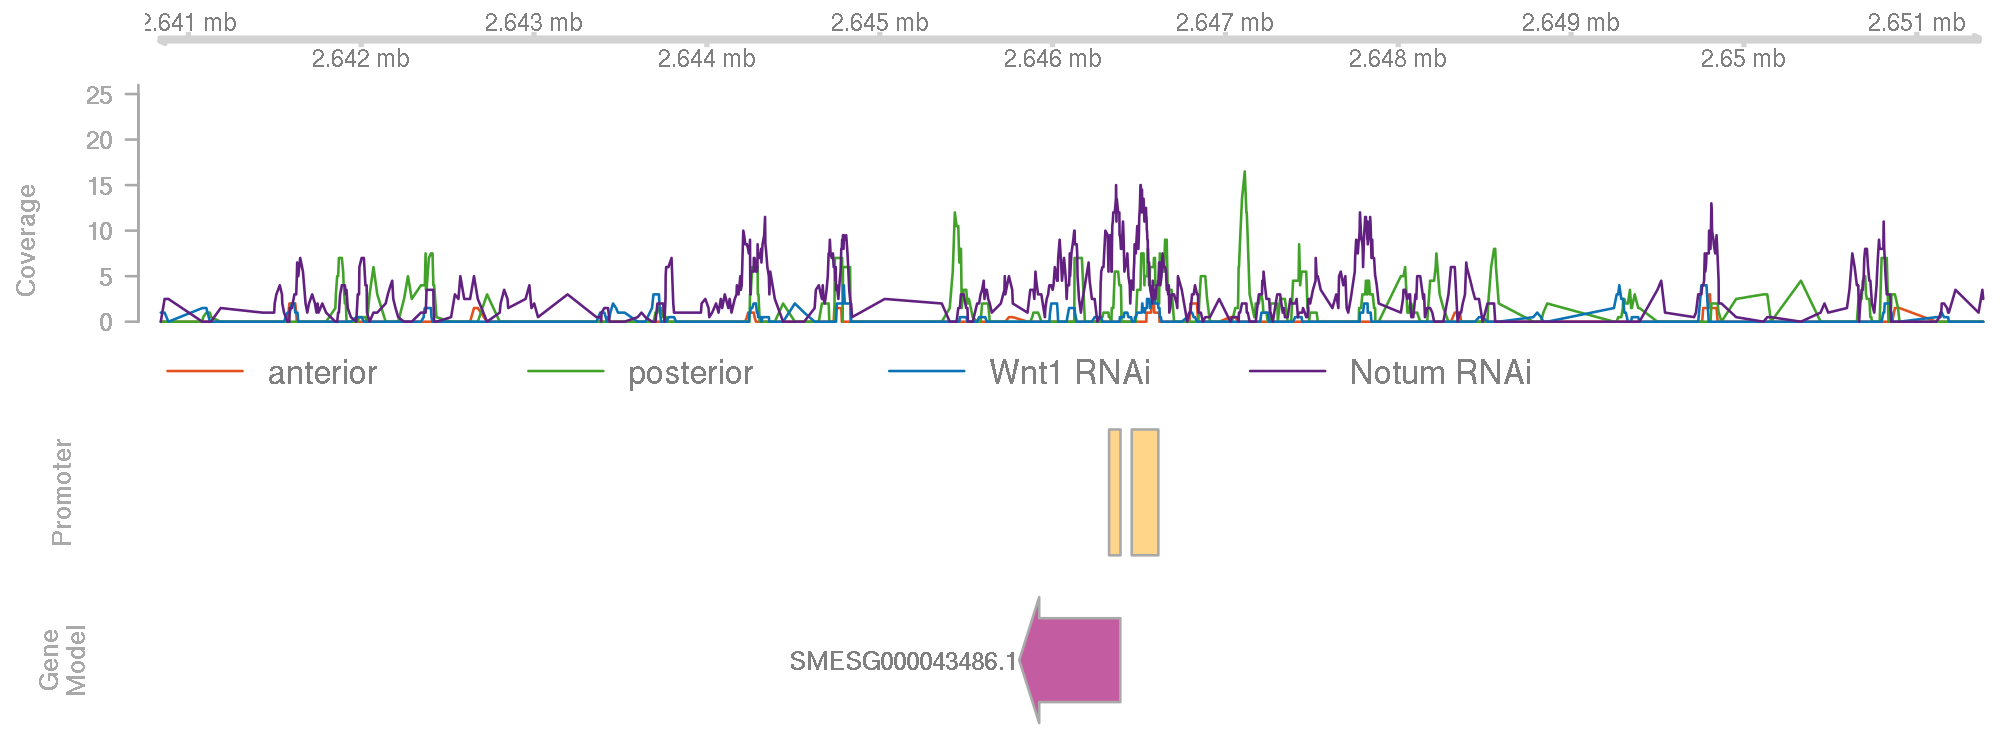 2.641 mb 2.643 mb 2.645 mb 2.647 mb 2.649 mb 2.651 mb
2.642 mb 2.644 mb 2.646 mb 2.648 mb 2.65 mb
Coverage
25
20
15
10
5
0
anterior posterior Wnt1 RNAi Notum RNAi
Promoter
Gene
Model
SMESG000043486.1